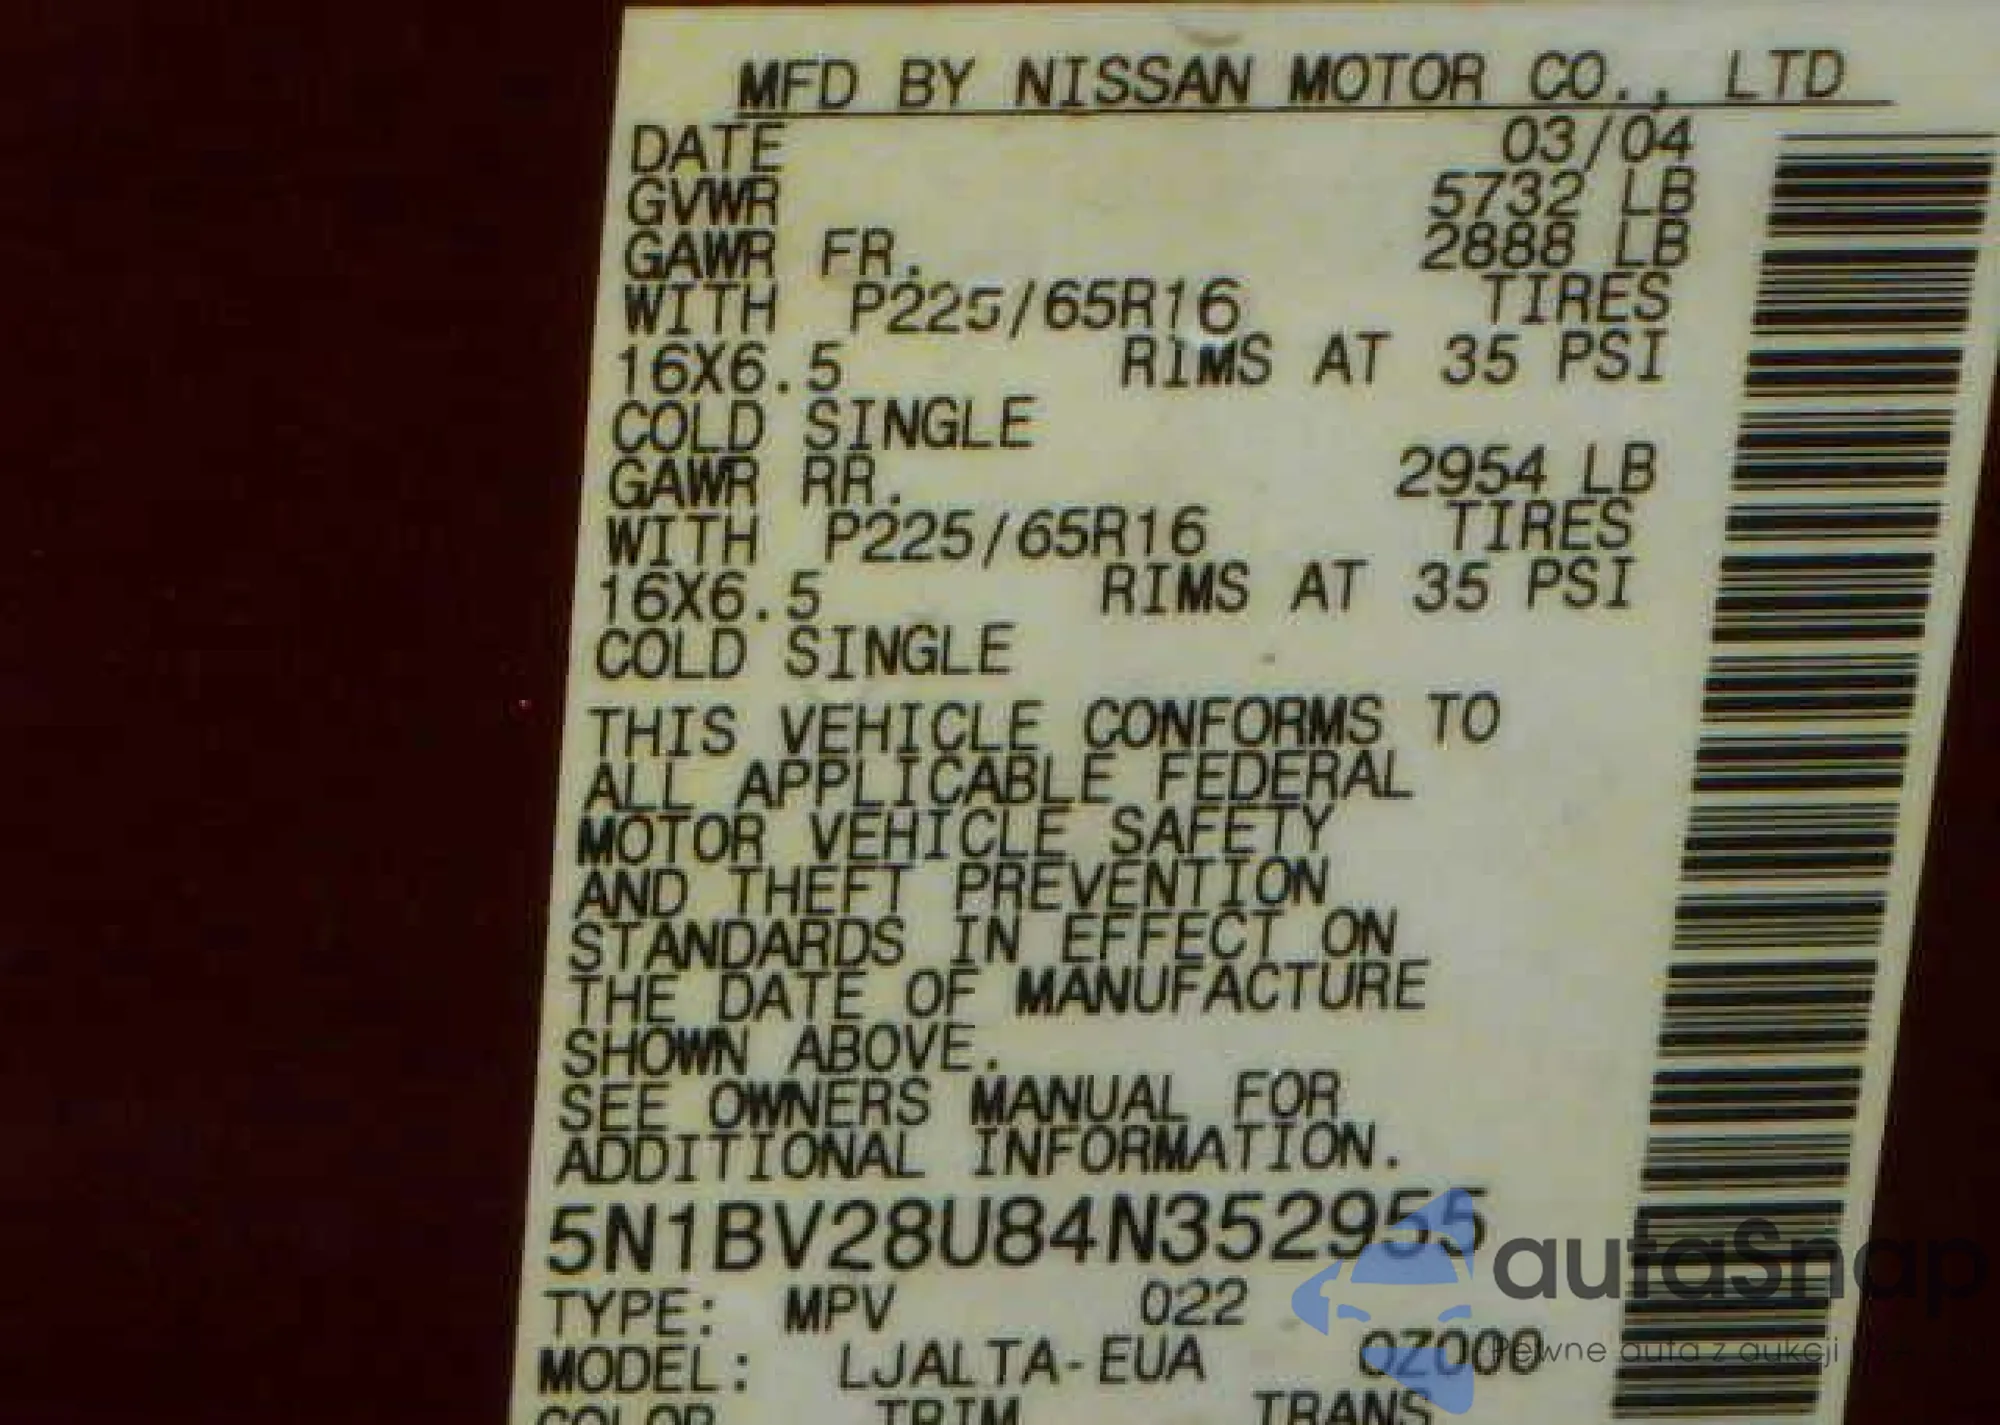 MFD BY NISSAN MOTOR CO., LTD
DATE 03/04
GVWR 5732 LB
GAWR FR. 2888 LB
WITH P225/65R16 TIRES
16X6.5 RIMS AT 35 PSI
COLD SINGLE
GAWR RR. 2954 LB
WITH P225/65R16 TIRES
16X6.5 RIMS AT 35 PSI
COLD SINGLE
THIS VEHICLE CONFORMS TO
ALL APPLICABLE FEDERAL
MOTOR VEHICLE SAFETY
AND THEFT PREVENTION
STANDARDS IN EFFECT ON
THE DATE OF MANUFACTURE
SHOWN ABOVE.
SEE OWNERS MANUAL FOR
ADDITIONAL INFORMATION.
5N1BV28U84N352955
TYPE: MPV 022
MODEL: LJALTA-EUA OZ000
COLOR TRIM TRANS
autaSnap
Pewne auta z aukcji